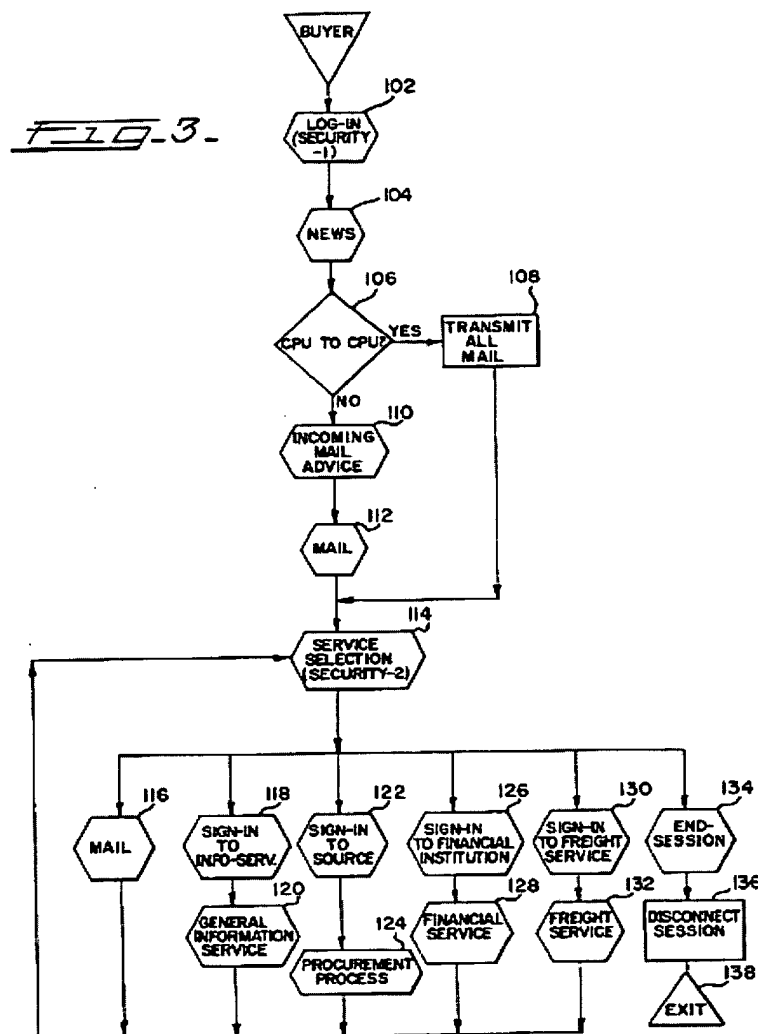 BUYER
102
LOG-IN
(SECURITY
-1)
Fig. 3.
104
NEWS
106
CPU TO CPU?
YES
108
TRANSMIT
ALL
MAIL
NO
110
INCOMING
MAIL
ADVICE
112
MAIL
114
SERVICE
SELECTION
(SECURITY-2)
116
MAIL
118
SIGN-IN
TO
INFO-SERV.
120
GENERAL
INFORMATION
SERVICE
122
SIGN-IN
TO
SOURCE
124
PROCUREMENT
PROCESS
126
SIGN-IN
TO FINANCIAL
INSTITUTION
128
FINANCIAL
SERVICE
130
SIGN-IN
TO FREIGHT
SERVICE
132
FREIGHT
SERVICE
134
END-
SESSION
136
DISCONNECT
SESSION
138
EXIT